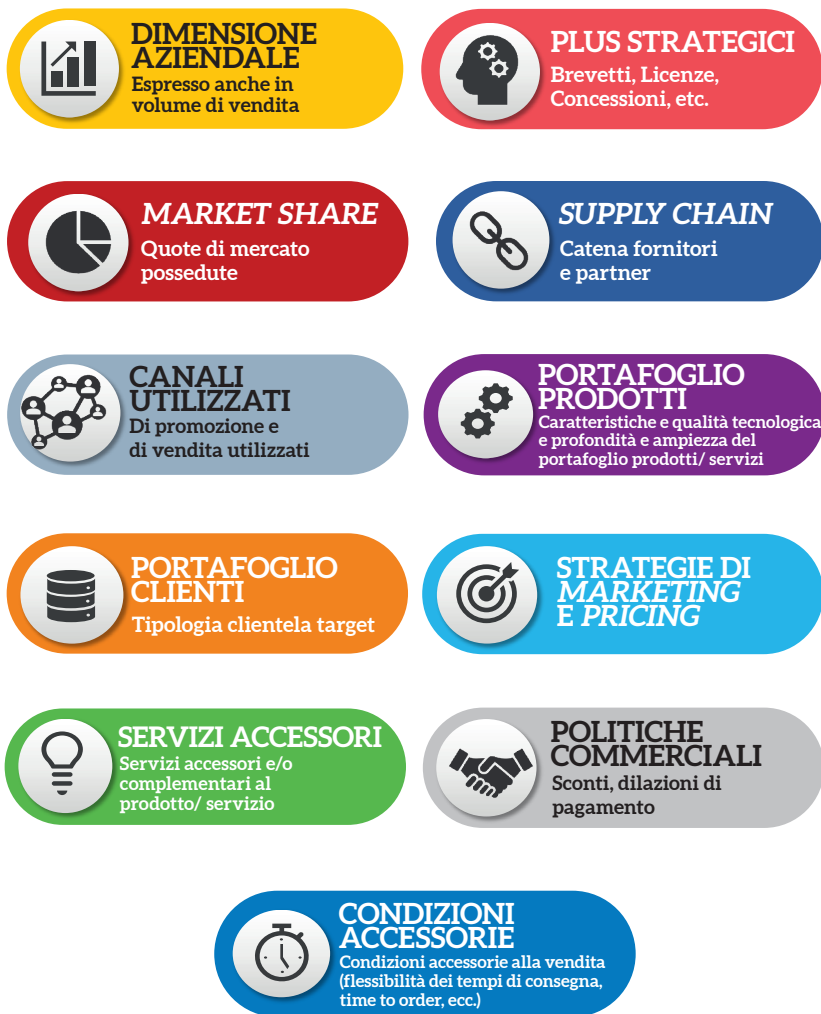 DIMENSIONE
AZIENDALE
Espresso anche in
volume di vendita
PLUS STRATEGICI
Brevetti, Licenze,
Concessioni, etc.
MARKET SHARE
Quote di mercato
possedute
SUPPLY CHAIN
Catena fornitori
e partner
CANALI
UTILIZZATI
Di promozione e
di vendita utilizzati
PORTAFOGLIO
PRODOTTI
Caratteristiche e qualità tecnologica
e profondità e ampiezza del
portafoglio prodotti/ servizi
PORTAFOGLIO
CLIENTI
Tipologia clientela target
STRATEGIE DI
MARKETING
E PRICING
SERVIZI ACCESSORI
Servizi accessori e/o
complementari al
prodotto/ servizio
POLITICHE
COMMERCIALI
Sconti, dilazioni di
pagamento
CONDIZIONI
ACCESSORIE
Condizioni accessorie alla vendita
(flessibilità dei tempi di consegna,
time to order, ecc.)